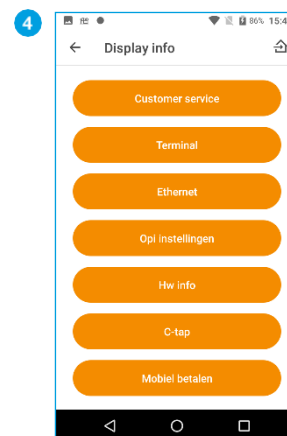 4
86% 15:4
Display info
Customer service
Terminal
Ethernet
Opi instellingen
Hw info
C-tap
Mobiel betalen